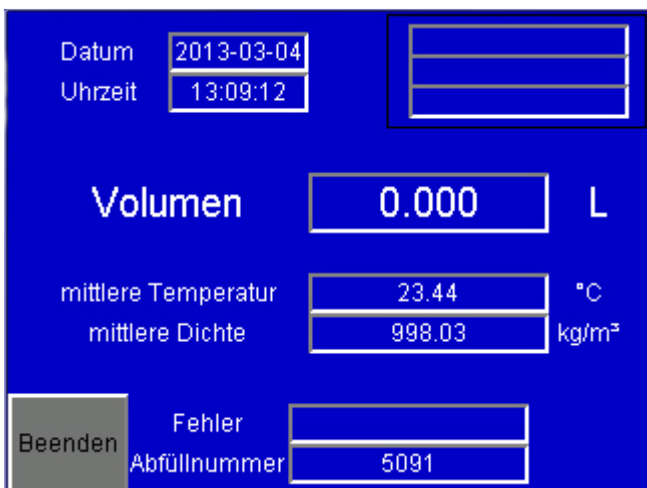 Datum 2013-03-04
Uhrzeit 13:09:12
Volumen 0.000 L
mittlere Temperatur 23.44 °C
mittlere Dichte 998.03 kg/m³
Fehler
Beenden
Abfüllnummer 5091